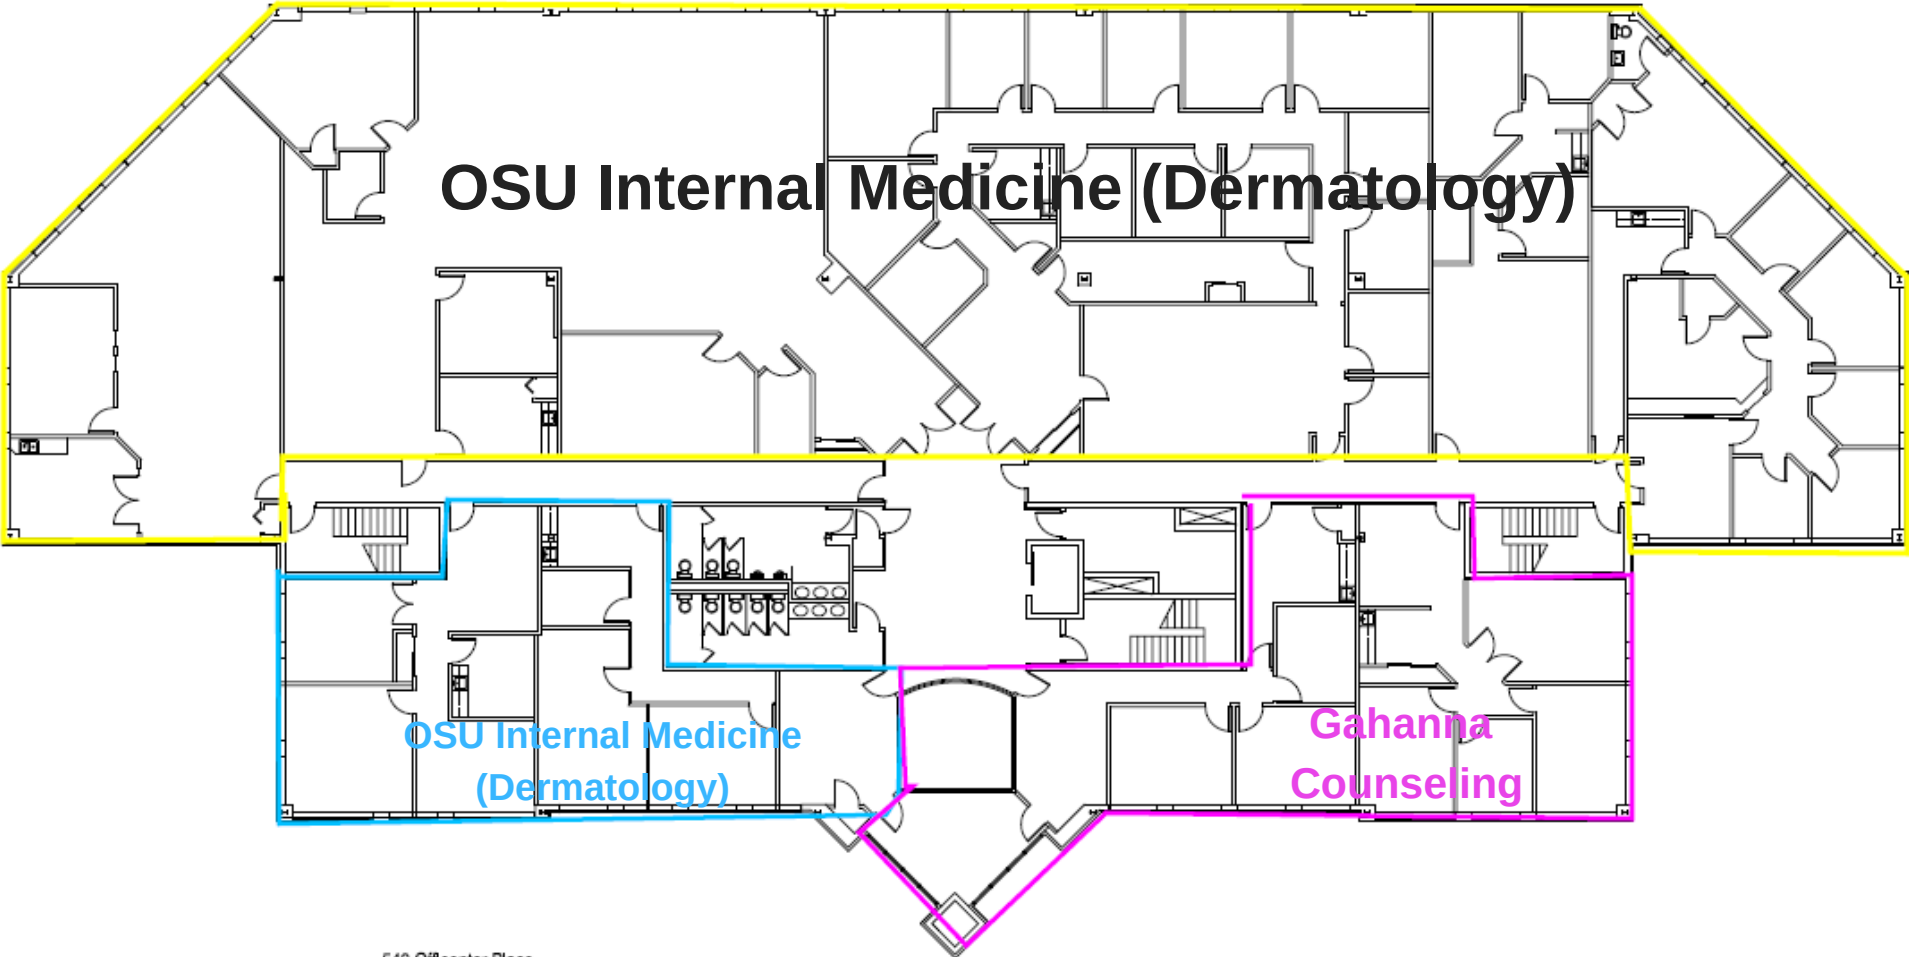 OSU Internal Medicine (Dermatology)
OSU Internal Medicine
(Dermatology)
Gahanna
Counseling